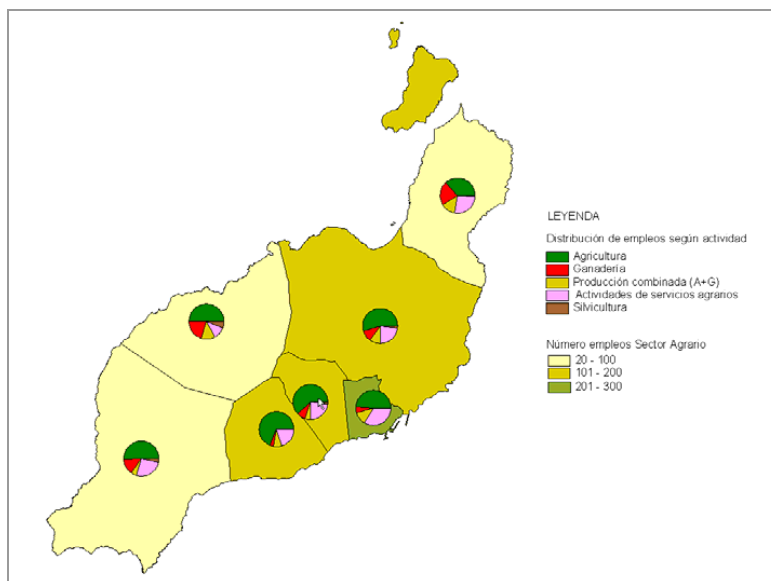 LEYENDA
Distribución de empleos según actividad
Agricultura
Ganadería
Producción combinada (A+G)
Actividades de servicios agrarios
Silvicultura
Número empleos Sector Agrario
20 - 100
101 - 200
201 - 300